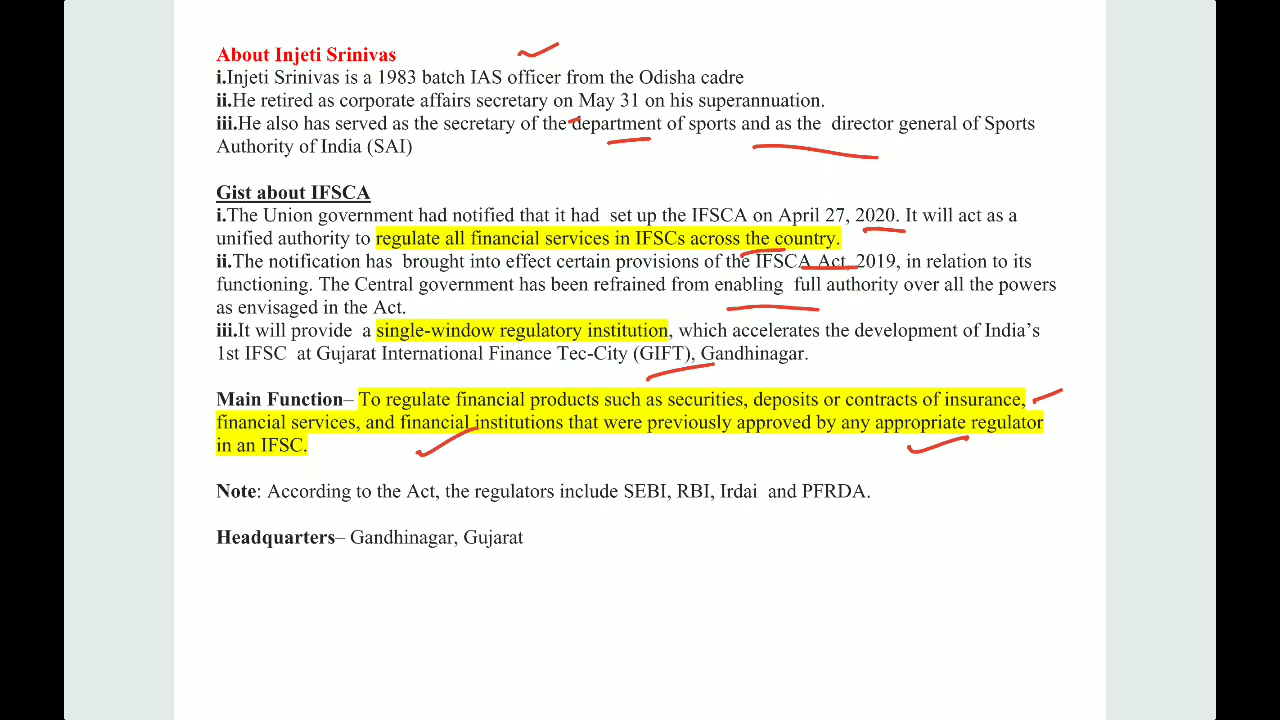 About Injeti Srinivas
i.Injeti Srinivas is a 1983 batch IAS officer from the Odisha cadre
ii.He retired as corporate affairs secretary on May 31 on his superannuation.
iii.He also has served as the secretary of the department of sports and as the director general of Sports
Authority of India (SAI)
Gist about IFSCA
i.The Union government had notified that it had set up the IFSCA on April 27, 2020. It will act as a
unified authority to regulate all financial services in IFSCs across the country.
ii.The notification has brought into effect certain provisions of the IFSCA Act, 2019, in relation to its
functioning. The Central government has been refrained from enabling full authority over all the powers
as envisaged in the Act.
iii.It will provide a single-window regulatory institution, which accelerates the development of India's
1st IFSC at Gujarat International Finance Tec-City (GIFT), Gandhinagar.
Main Function– To regulate financial products such as securities, deposits or contracts of insurance,
financial services, and financial institutions that were previously approved by any appropriate regulator
in an IFSC.
Note: According to the Act, the regulators include SEBI, RBI, Irdai and PFRDA.
Headquarters– Gandhinagar, Gujarat